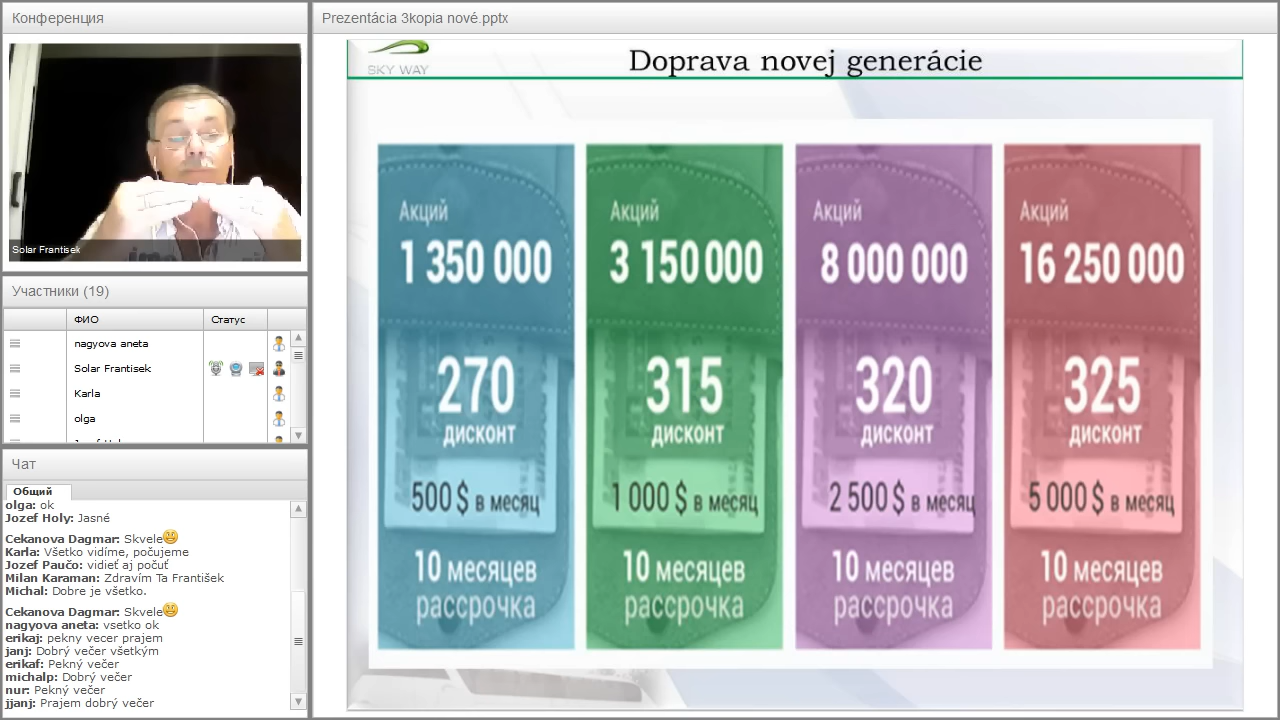 Конференция
Solar Frantisek
Участники (19)
ФИО
Статус
nagyova aneta
Solar Frantisek
Karla
olga
Чат
Общий
olga: ok
Jozef Holy: Jasné
Cekanova Dagmar: Skvele
Karla: Všetko vidíme, počujeme
Jozef Paučo: vidieť aj počuť
Milan Karaman: Zdravím Ta František
Michal: Dobre je všetko.
Cekanova Dagmar: Skvele
nagyova aneta: vsetko ok
erikaj: pekny vecer prajem
janj: Dobrý večer všetkým
erikaf: Pekný večer
michalp: Dobrý večer
nur: Pekný večer
jjanj: Prajem dobrý večer
Prezentácia 3kopia nové.pptx
SKY WAY
Doprava novej generácie
Акций
1 350 000
270
дисконт
500 $ в месяц
10 месяцев
рассрочка
Акций
3 150 000
315
дисконт
1 000 $ в месяц
10 месяцев
рассрочка
Акций
8 000 000
320
дисконт
2 500 $ в месяц
10 месяцев
рассрочка
Акций
16 250 000
325
дисконт
5 000 $ в месяц
10 месяцев
рассрочка